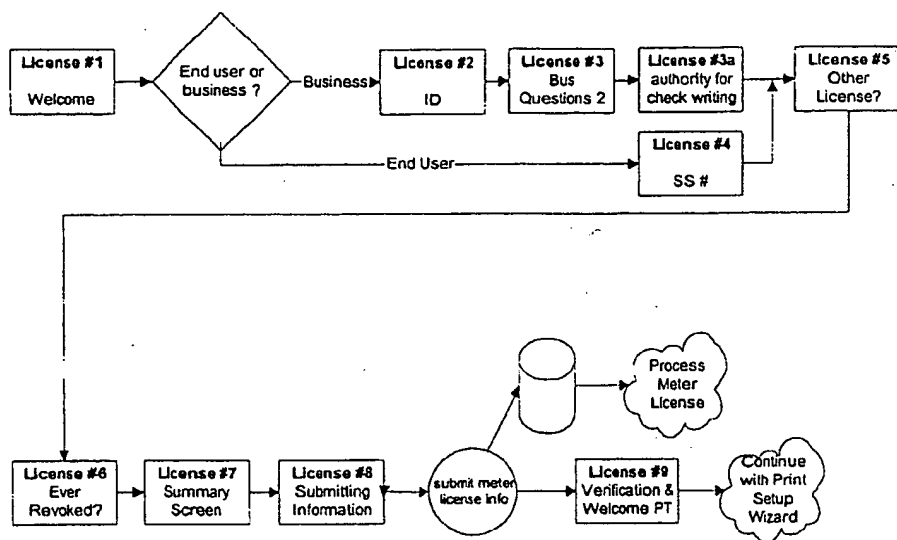 License #1
Welcome
End user or
business ?
Business
License #2
ID
License #3
Bus
Questions 2
License #3a
authority for
check writing
License #5
Other
License?
End User
License #4
SS #
Process
Meter
License
License #6
Ever
Revoked?
License #7
Summary
Screen
License #8
Submitting
Information
submit meter
license info
License #9
Verification &
Welcome PT
Continue
with Print
Setup
Wizard